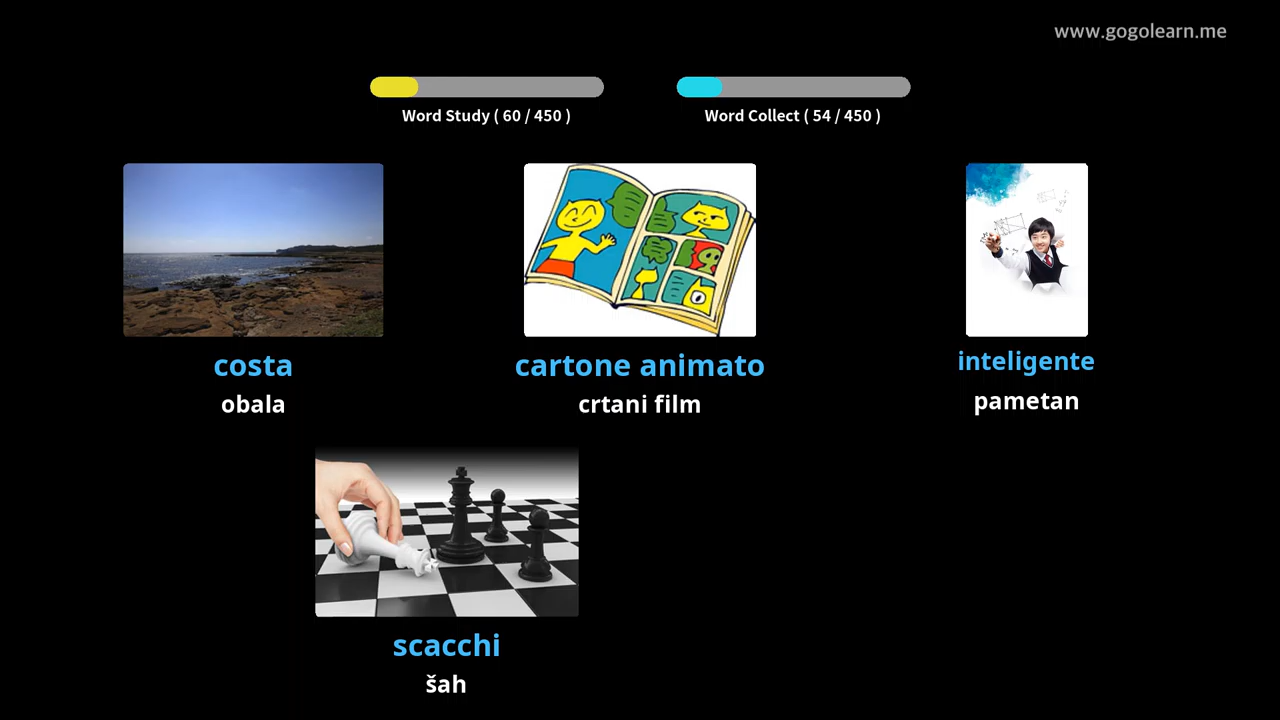 www.gogolearn.me
Word Study ( 60 / 450 )
Word Collect ( 54 / 450 )
costa
obala
cartone animato
crtani film
inteligente
pametan
scacchi
šah